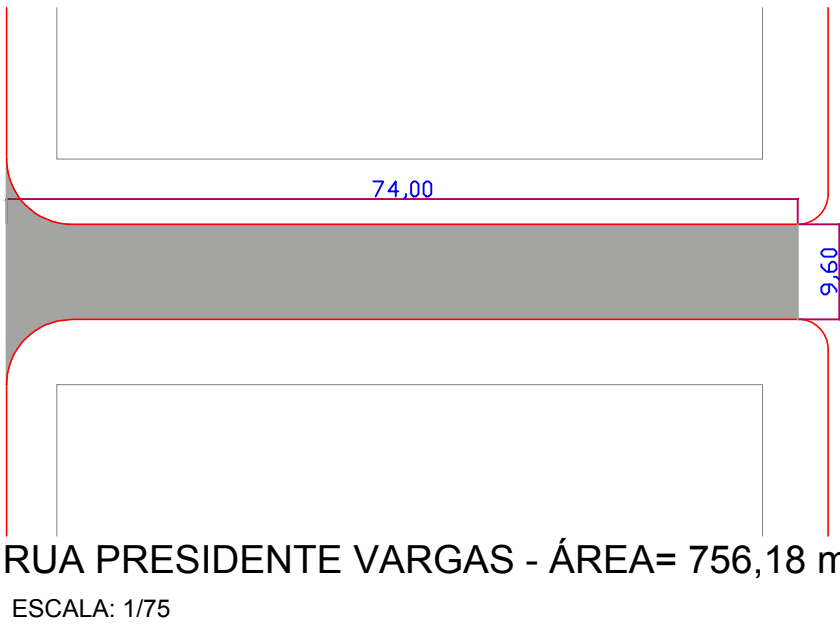 74,00
9,60
RUA PRESIDENTE VARGAS - ÁREA= 756,18 m
ESCALA: 1/75